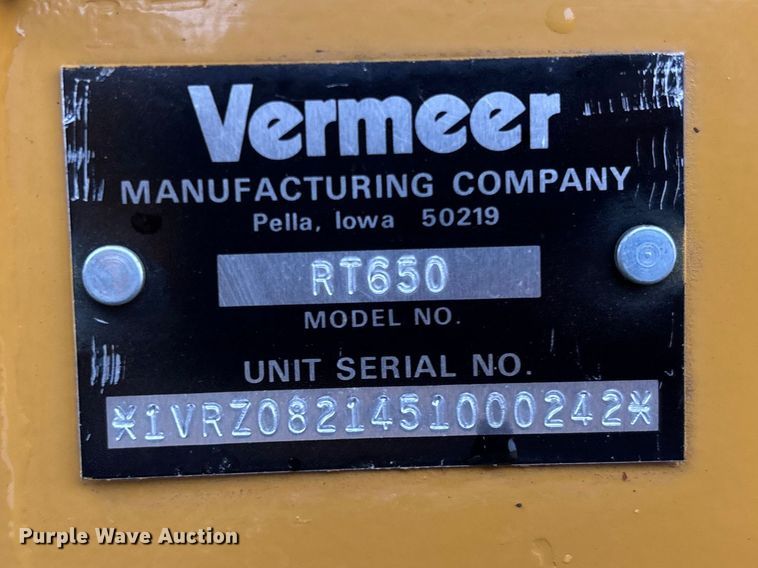 Vermeer
MANUFACTURING COMPANY
Pella, Iowa 50219
RT650
MODEL NO.
UNIT SERIAL NO.
*1VRZ0821451000242*
Purple Wave Auction